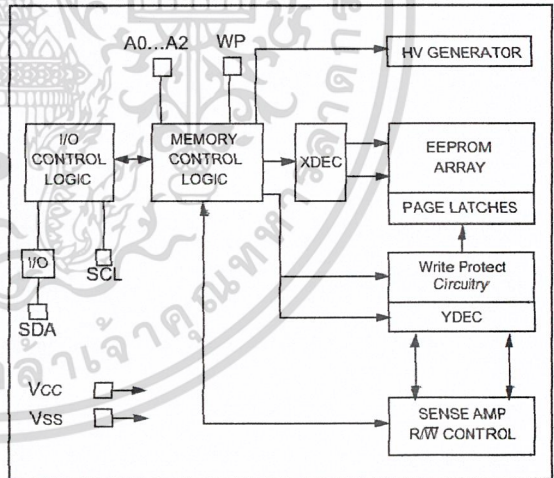 A0...A2
WP
HV GENERATOR
I/O
CONTROL
LOGIC
MEMORY
CONTROL
LOGIC
XDEC
EEPROM
ARRAY
PAGE LATCHES
Write Protect
Circuitry
YDEC
I/O
SCL
SDA
VCC
VSS
SENSE AMP
R/W̅ CONTROL